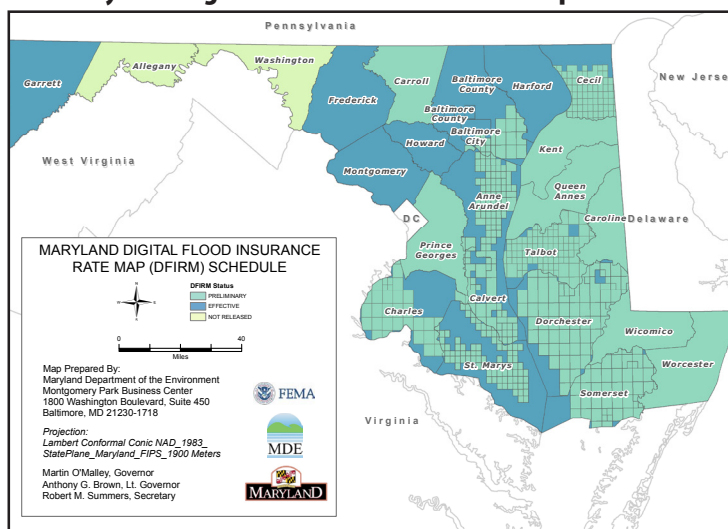 Pennsylvania
Garrett
Allegany
Washington
Frederick
Carroll
Baltimore
County
Harford
Cecil
New Jerse
Baltimore
County
Baltimore
City
Howard
Kent
West Virginia
Montgomery
Queen
Annes
Anne
Arundel
DC
Caroline
Delaware
Prince
Georges
Talbot
Charles
Calvert
Dorchester
Wicomico
St. Marys
Worcester
Somerset
Virginia
MARYLAND DIGITAL FLOOD INSURANCE
RATE MAP (DFIRM) SCHEDULE
DFIRM Status
PRELIMINARY
EFFECTIVE
NOT RELEASED
N
W E
S
0 40
Miles
Map Prepared By:
Maryland Department of the Environment
Montgomery Park Business Center
1800 Washington Boulevard, Suite 450
Baltimore, MD 21230-1718
FEMA
Projection:
Lambert Conformal Conic NAD_1983_
StatePlane_Maryland_FIPS_1900 Meters
MDE
Martin O'Malley, Governor
Anthony G. Brown, Lt. Governor
Robert M. Summers, Secretary
MARYLAND